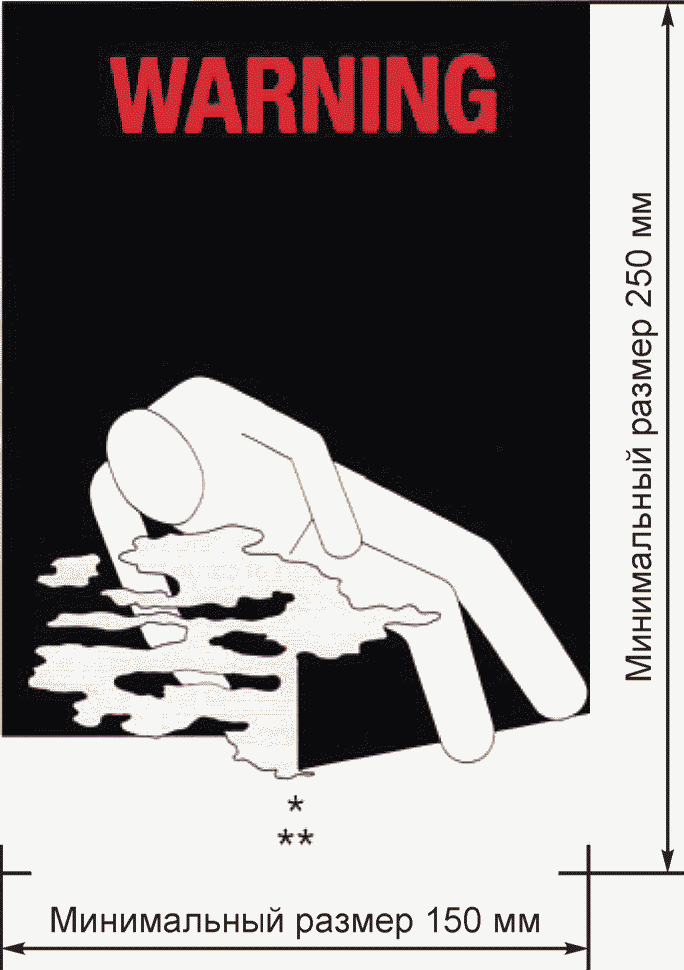 WARNING
Минимальный размер 250 мм
*
**
Минимальный размер 150 мм